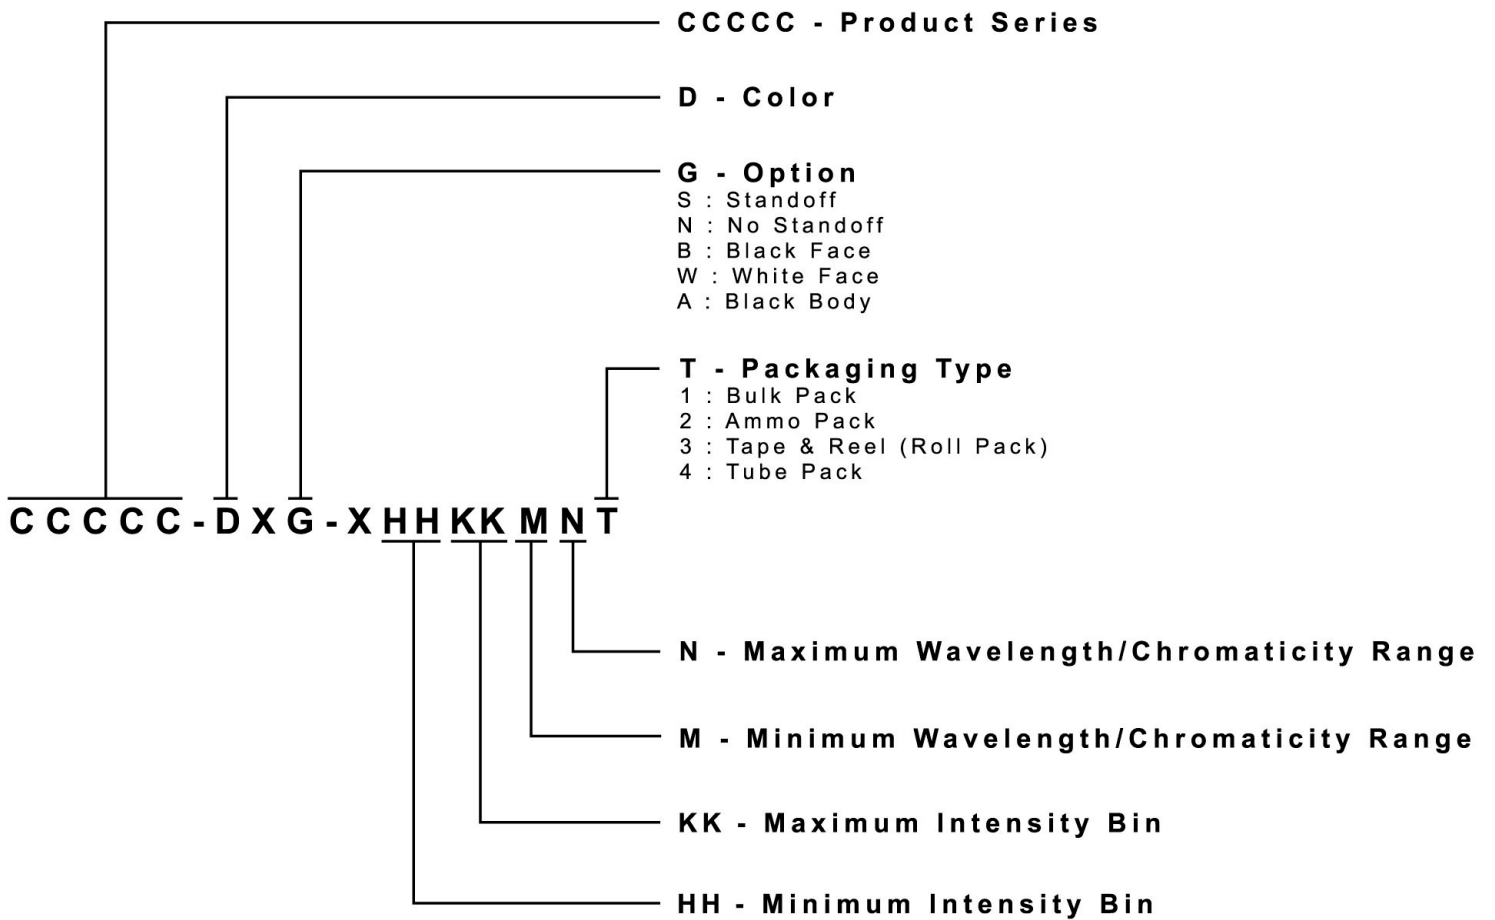 CCCCC - Product Series
D - Color
G - Option
S : Standoff
N : No Standoff
B : Black Face
W : White Face
A : Black Body
T - Packaging Type
1 : Bulk Pack
2 : Ammo Pack
3 : Tape & Reel (Roll Pack)
4 : Tube Pack
CCCCC-DXG-XHHKKMNT
N - Maximum Wavelength/Chromaticity Range
M - Minimum Wavelength/Chromaticity Range
KK - Maximum Intensity Bin
HH - Minimum Intensity Bin